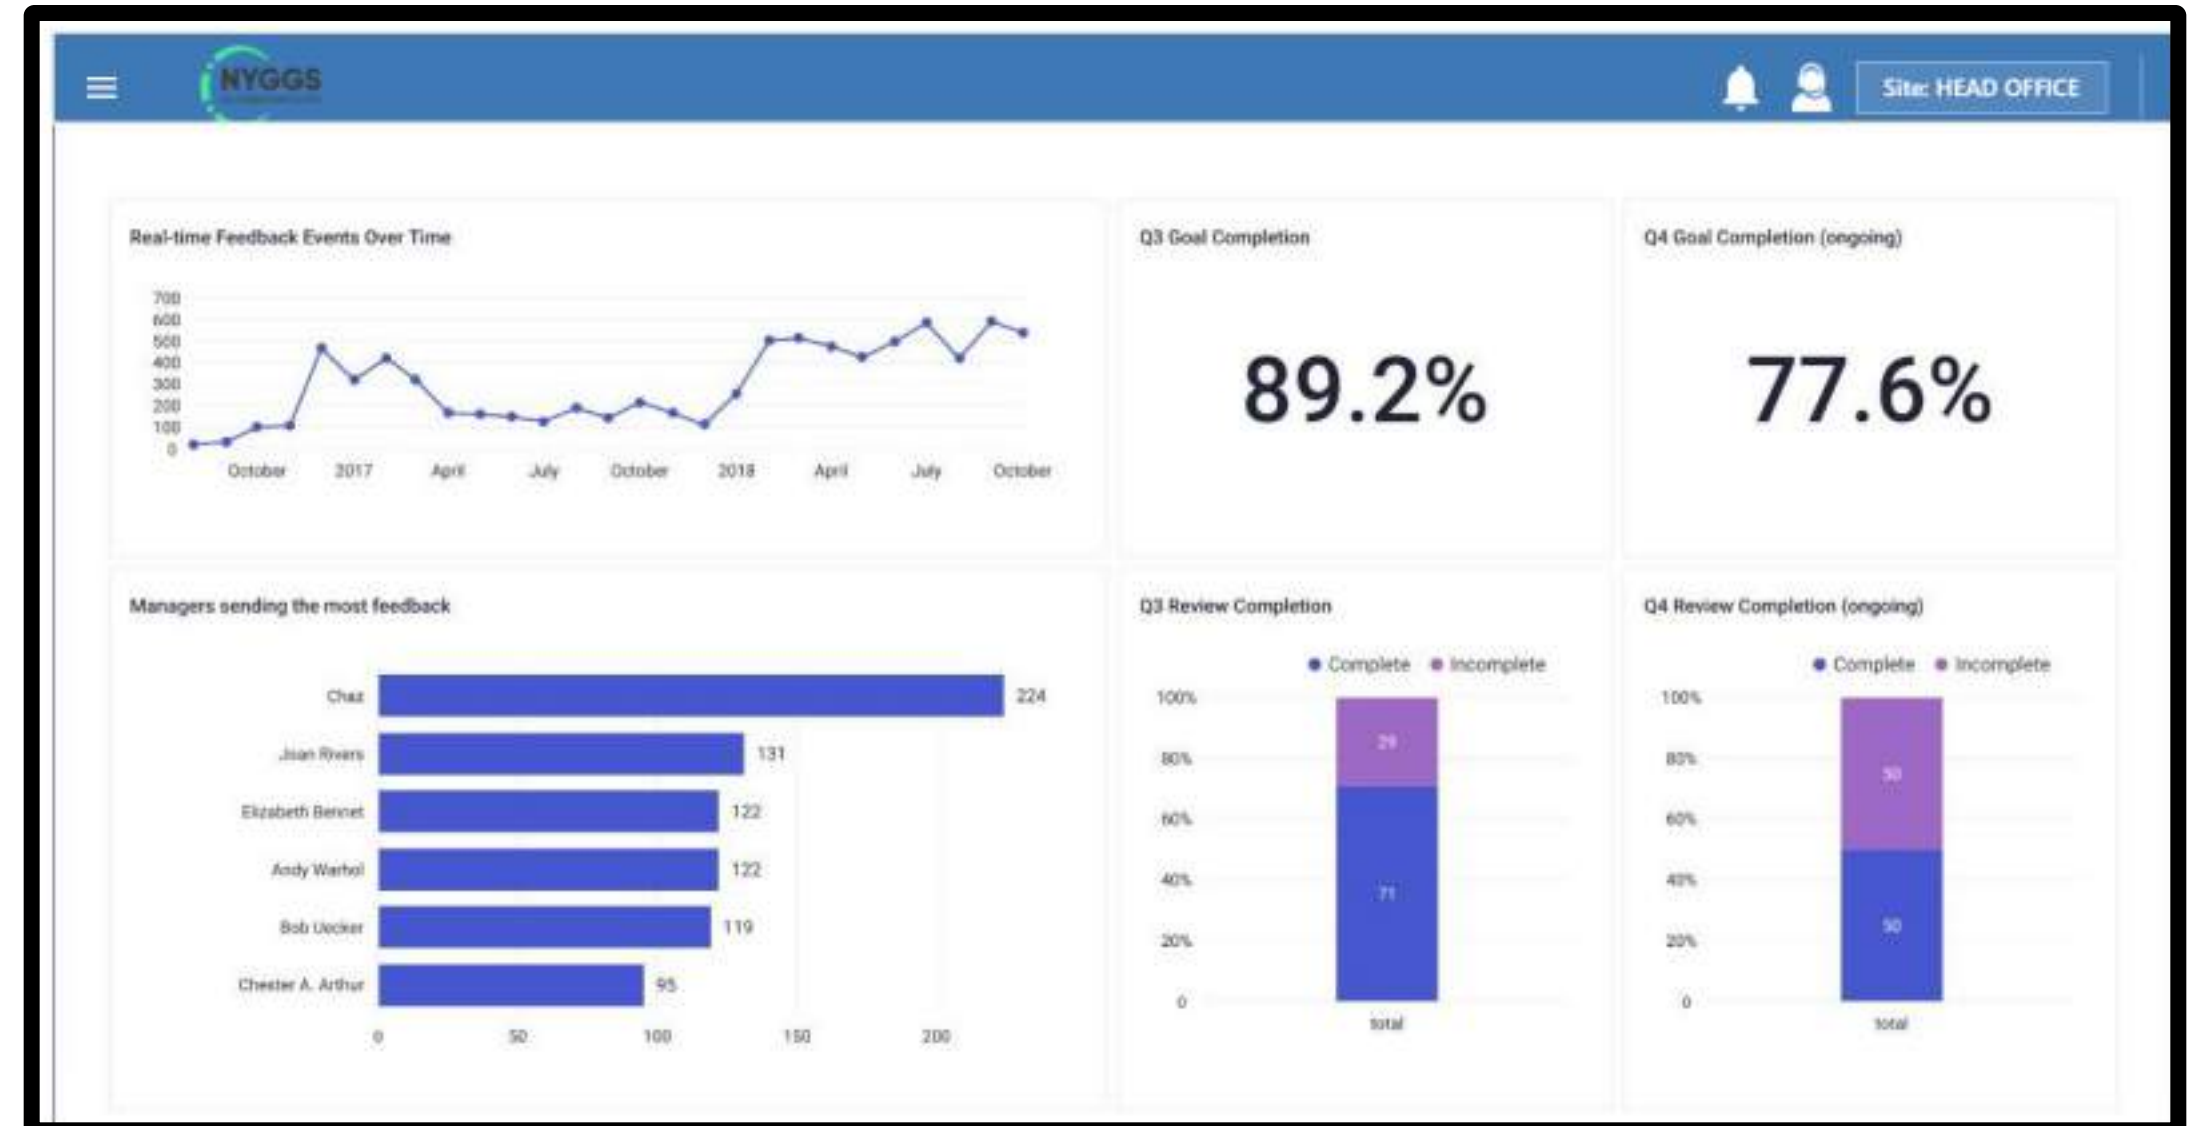 NYGGS
Site: HEAD OFFICE
Real-time Feedback Events Over Time
700
600
500
400
300
200
100
0
October 2017 April July October 2018 April July October
Q3 Goal Completion
89.2%
Q4 Goal Completion (ongoing)
77.6%
Managers sending the most feedback
Chaz 224
Joan Rivers 131
Elizabeth Bennet 122
Andy Warhol 122
Bob Uecker 119
Chester A. Arthur 95
0 50 100 150 200
Q3 Review Completion
Complete Incomplete
100%
80%
60%
40%
20%
0
29
71
total
Q4 Review Completion (ongoing)
Complete Incomplete
100%
80%
60%
40%
20%
0
50
50
total